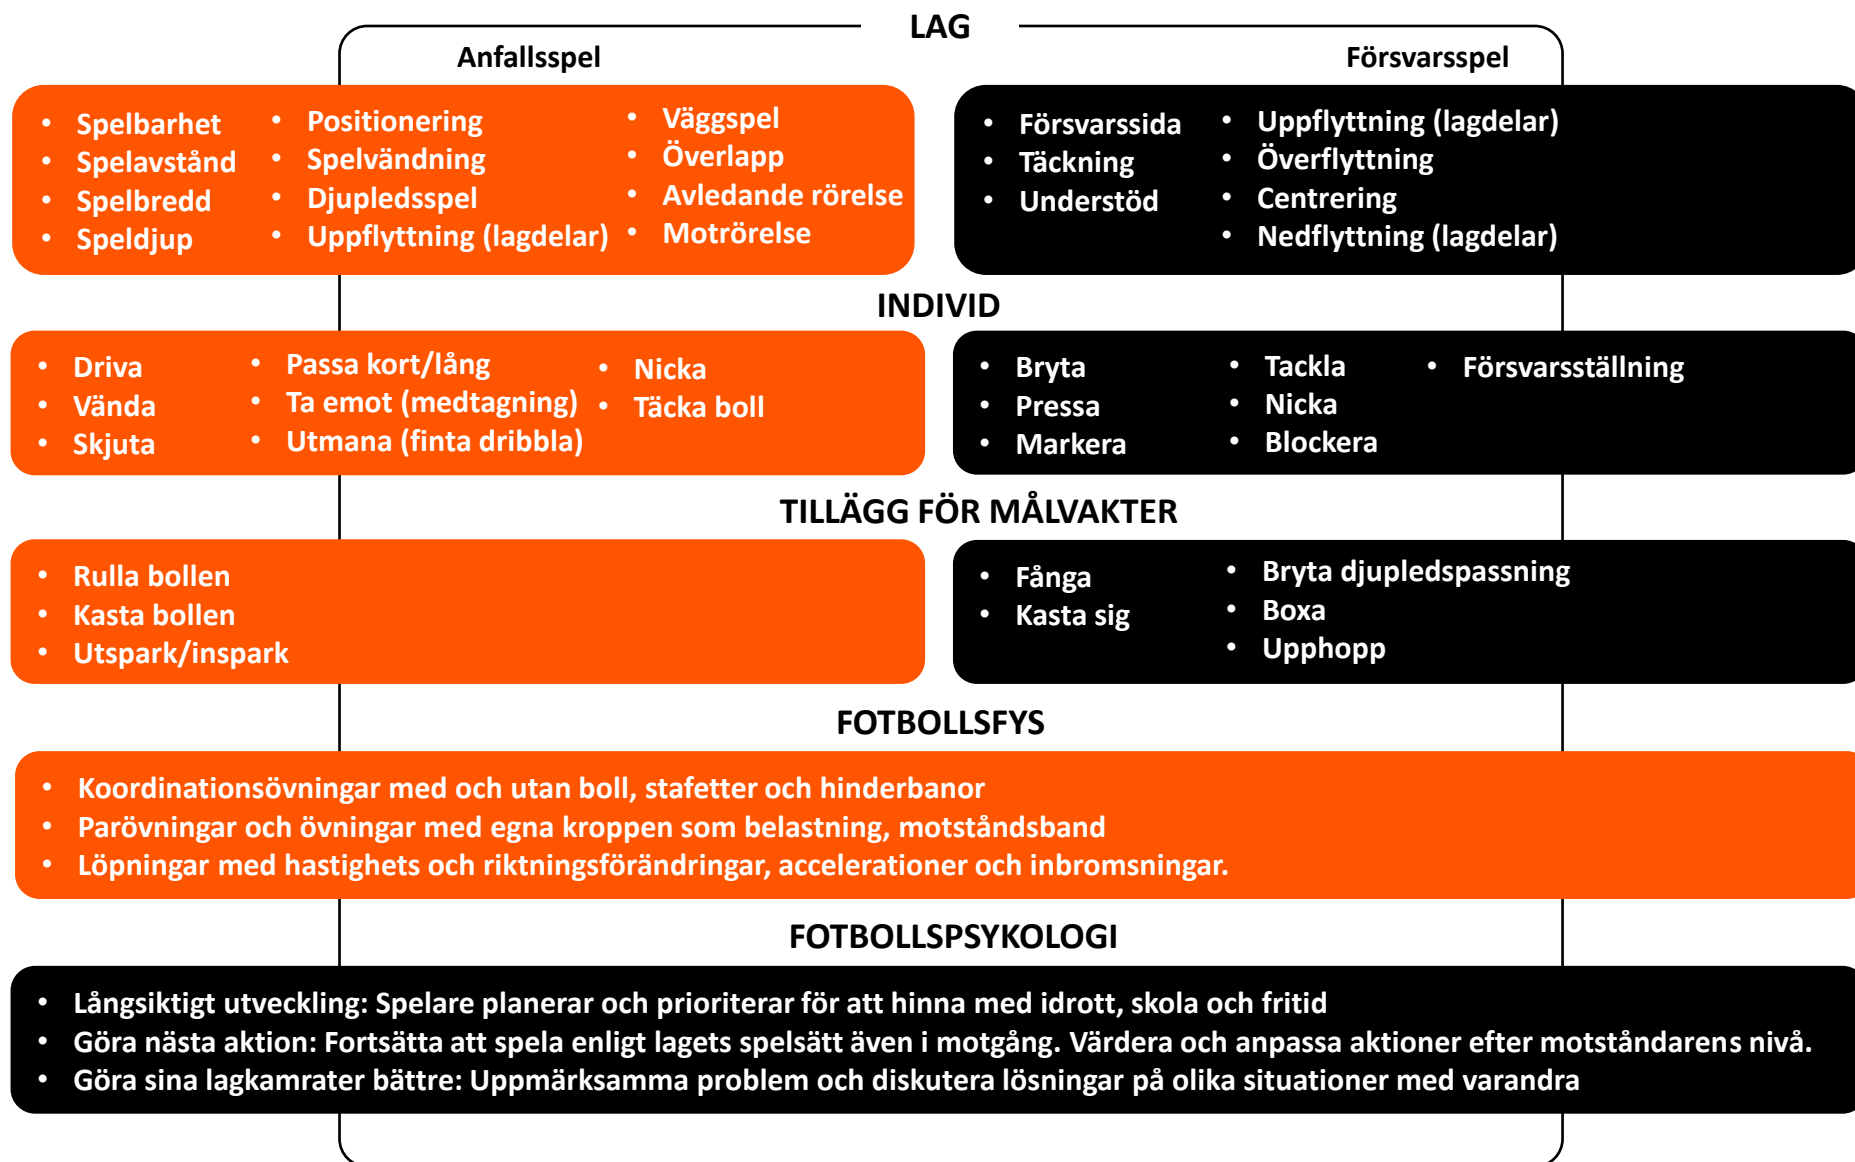 LAG
Anfallsspel
Försvarsspel
• Spelbarhet
• Spelavstånd
• Spelbredd
• Speldjup
• Positionering
• Spelvändning
• Djupledsspel
• Uppflyttning (lagdelar)
• Väggspel
• Överlapp
• Avledande rörelse
• Motrörelse
• Försvarssida
• Täckning
• Understöd
• Uppflyttning (lagdelar)
• Överflyttning
• Centrering
• Nedflyttning (lagdelar)
INDIVID
• Driva
• Vända
• Skjuta
• Passa kort/lång
• Ta emot (medtagning)
• Utmana (finta dribbla)
• Nicka
• Täcka boll
• Bryta
• Pressa
• Markera
• Tackla
• Nicka
• Blockera
• Försvarsställning
TILLÄGG FÖR MÅLVAKTER
• Rulla bollen
• Kasta bollen
• Utspark/inspark
• Fånga
• Kasta sig
• Bryta djupledspassning
• Boxa
• Upphopp
FOTBOLLSFYS
• Koordinationsövningar med och utan boll, stafetter och hinderbanor
• Parövningar och övningar med egna kroppen som belastning, motståndsband
• Löpningar med hastighets och riktningsförändringar, accelerationer och inbromsningar.
FOTBOLLSPSYKOLOGI
• Långsiktigt utveckling: Spelare planerar och prioriterar för att hinna med idrott, skola och fritid
• Göra nästa aktion: Fortsätta att spela enligt lagets spelsätt även i motgång. Värdera och anpassa aktioner efter motståndarens nivå.
• Göra sina lagkamrater bättre: Uppmärksamma problem och diskutera lösningar på olika situationer med varandra